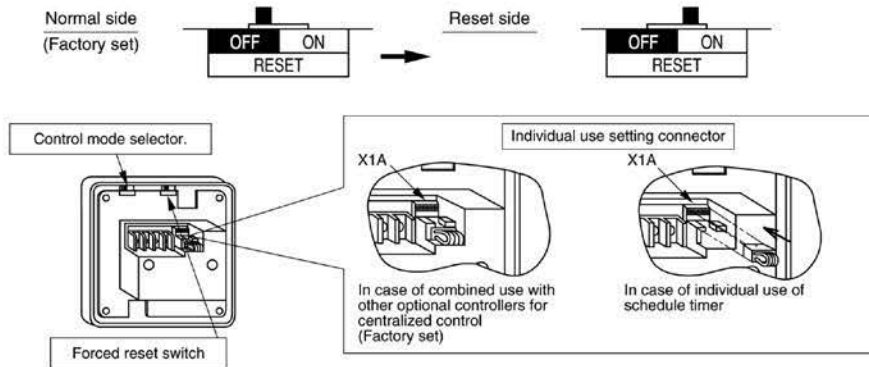 Normal side
(Factory set)
OFF ON
RESET
Reset side
OFF ON
RESET
Control mode selector.
Forced reset switch
Individual use setting connector
X1A
In case of combined use with
other optional controllers for
centralized control
(Factory set)
X1A
In case of individual use of
schedule timer